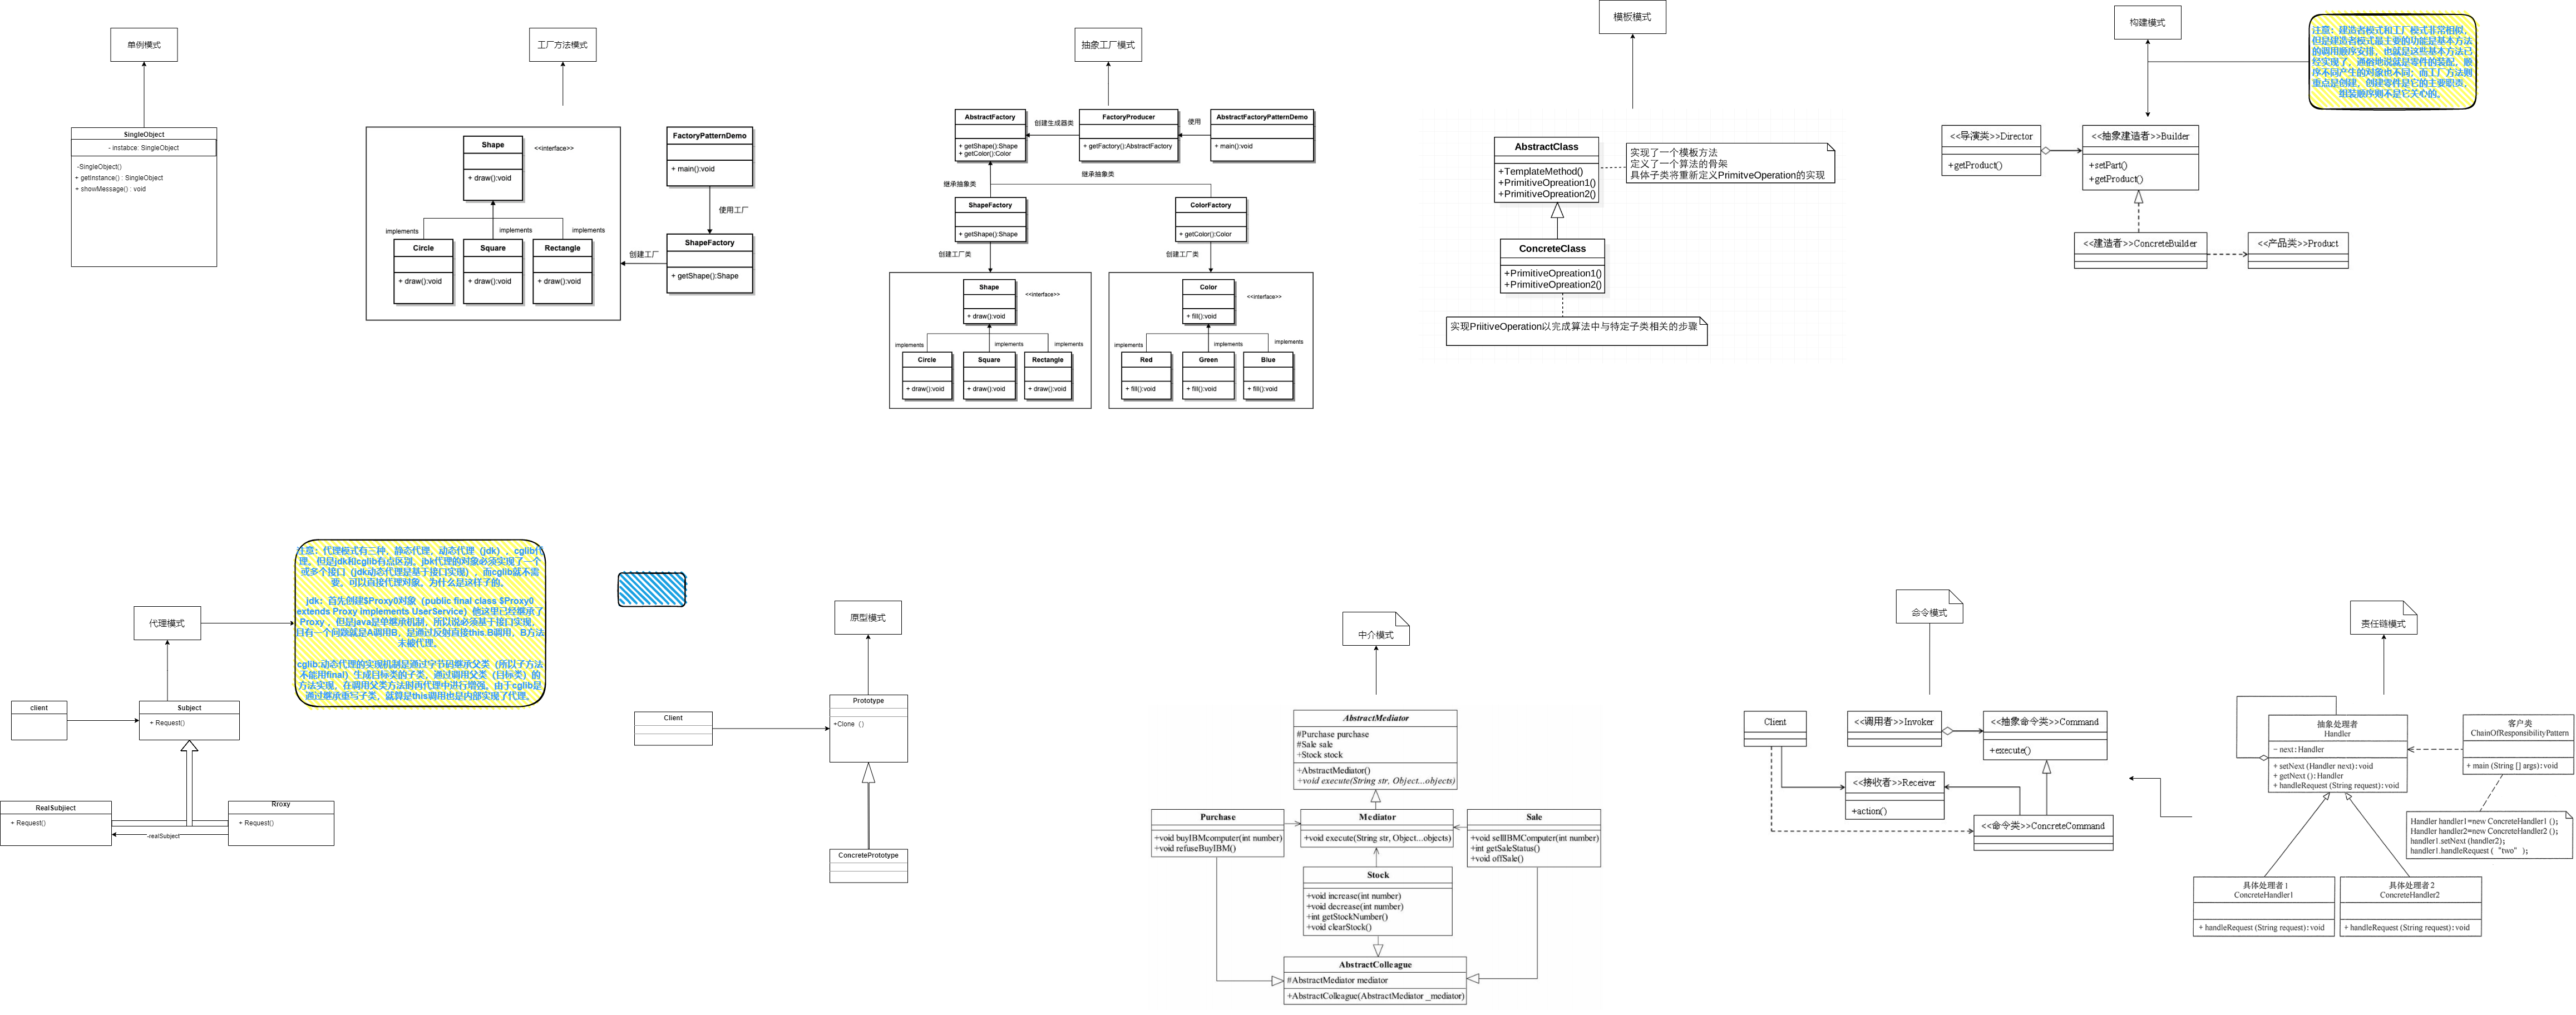 单例模式
SingleObject
- instabce: SingleObject
-SingleObject()
+ getInstance() : SingleObject
+ showMessage() : void
工厂方法模式
Shape
<<interface>>
+ draw():void
implements
implements
implements
Circle
+ draw():void
Square
+ draw():void
Rectangle
+ draw():void
FactoryPatternDemo
+ main():void
使用工厂
ShapeFactory
+ getShape():Shape
创建工厂
抽象工厂模式
AbstractFactory
+ getShape():Shape
+ getColor():Color
创建生成器类
FactoryProducer
+ getFactory():AbstractFactory
使用
AbstractFactoryPatternDemo
+ main():void
继承抽象类
继承抽象类
ShapeFactory
+ getShape():Shape
ColorFactory
+ getColor():Color
创建工厂类
创建工厂类
Shape
<<interface>>
+ draw():void
implements
implements
implements
Circle
+ draw():void
Square
+ draw():void
Rectangle
+ draw():void
Color
<<interface>>
+ fill():void
implements
implements
implements
Red
+ fill():void
Green
+ fill():void
Blue
+ fill():void
模板模式
AbstractClass
+TemplateMethod()
+PrimitiveOpreation1()
+PrimitiveOpreation2()
实现了一个模板方法
定义了一个算法的骨架
具体子类将重新定义PrimitveOperation的实现
ConcreteClass
+PrimitiveOpreation1()
+PrimitiveOpreation2()
实现PriitiveOperation以完成算法中与待定子类相关的步骤
构建模式
注意：建造者模式和工厂模式非常相似，
但是建造者模式最主要的功能是基本方法
的调用顺序安排，也就是这些基本方法已
经实现了，通俗地说就是零件的装配，顺
序不同产生的对象也不同；而工厂方法则
重点是创建，创建零件是它的主要职责，
组装顺序则不是它关心的。
<<导演类>>Director
+getProduct()
<<抽象建造者>>Builder
+setPart()
+getProduct()
<<建造者>>ConcreteBuilder
<<产品类>>Product
代理模式
注意：代理模式有三种，静态代理，动态代理（jdk），cglib代
理。但是jdk和cglib有点区别。jbk代理的对象必须实现了一个
或多个接口（jdk动态代理是基于接口实现），而cglib就不需
要。可以直接代理对象。为什么是这样子的。
jdk：首先创建$Proxy0对象（public final class $Proxy0
extends Proxy implements UserService）他这里已经继承了
Proxy ，但是java是单继承机制，所以说必须基于接口实现，
且有一个问题就是A调用B，是通过反射直接this.B调用，B方法
未被代理。
cglib:动态代理的实现机制是通过字节码继承父类（所以子方法
不能用final）生成目标类的子类，通过调用父类（目标类）的
方法实现，在调用父类方法时再代理中进行增强。由于cglib是
通过继承重写子类，就算是this调用也是内部实现了代理。
client
Subject
+ Request()
RealSubjiect
+ Request()
-realSubject
Rroxy
+ Request()
原型模式
Client
Prototype
+Clone（）
ConcretePrototype
中介模式
AbstractMediator
#Purchase purchase
#Sale sale
+Stock stock
+AbstractMediator()
+void execute(String str, Object...objects)
Purchase
+void buyIBMcomputer(int number)
+void refuseBuyIBM()
Mediator
+void execute(String str, Object...objects)
Sale
+void sellIBMComputer(int number)
+int getSaleStatus()
+void offSale()
Stock
+void increase(int number)
+void decrease(int number)
+int getStockNumber()
+void clearStock()
AbstractColleague
#AbstractMediator mediator
+AbstractColleague(AbstractMediator _mediator)
命令模式
Client
<<调用者>>Invoker
<<抽象命令类>>Command
+execute()
<<接收者>>Receiver
+action()
<<命令类>>ConcreteCommand
责任链模式
抽象处理者
Handler
− next:Handler
+ setNext (Handler next):void
+ getNext ():Handler
+ handleRequest (String request):void
客户类
ChainOfResponsibilityPattern
+ main (String [] args):void
Handler handler1=new ConcreteHandler1 ();
Handler handler2=new ConcreteHandler2 ();
handler1.setNext (handler2);
handler1.handleRequest（ “two” ）;
具体处理者 1
ConcreteHandler1
+ handleRequest (String request):void
具体处理者 2
ConcreteHandler2
+ handleRequest (String request):void